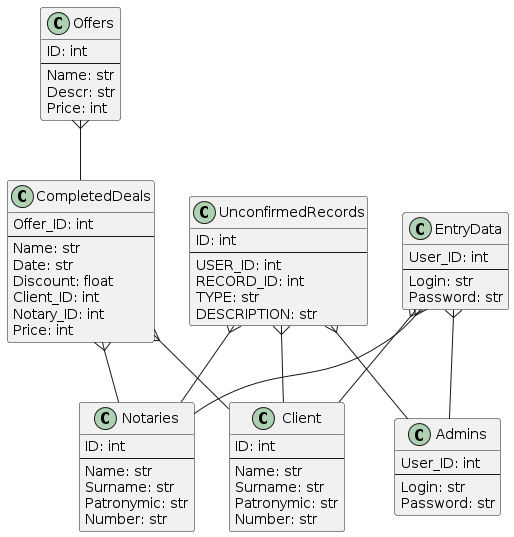 C Offers
ID: int
Name: str
Descr: str
Price: int
C CompletedDeals
Offer_ID: int
Name: str
Date: str
Discount: float
Client_ID: int
Notary_ID: int
Price: int
C UnconfirmedRecords
ID: int
USER_ID: int
RECORD_ID: int
TYPE: str
DESCRIPTION: str
C EntryData
User_ID: int
Login: str
Password: str
C Notaries
ID: int
Name: str
Surname: str
Patronymic: str
Number: str
C Client
ID: int
Name: str
Surname: str
Patronymic: str
Number: str
C Admins
User_ID: int
Login: str
Password: str